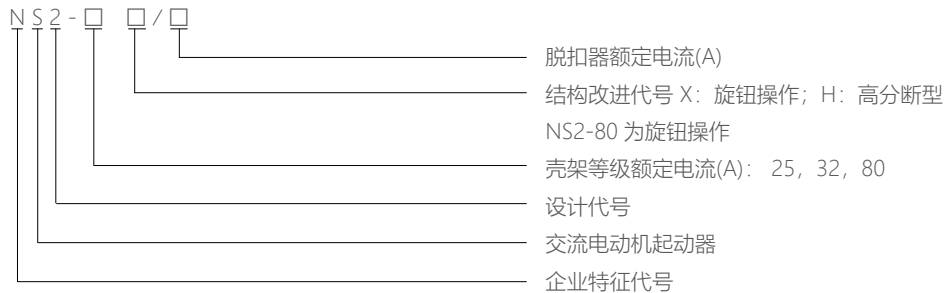 NS2-□ □/□
脱扣器额定电流(A)
结构改进代号 X：旋钮操作；H：高分断型
NS2-80 为旋钮操作
壳架等级额定电流(A)： 25，32，80
设计代号
交流电动机起动器
企业特征代号